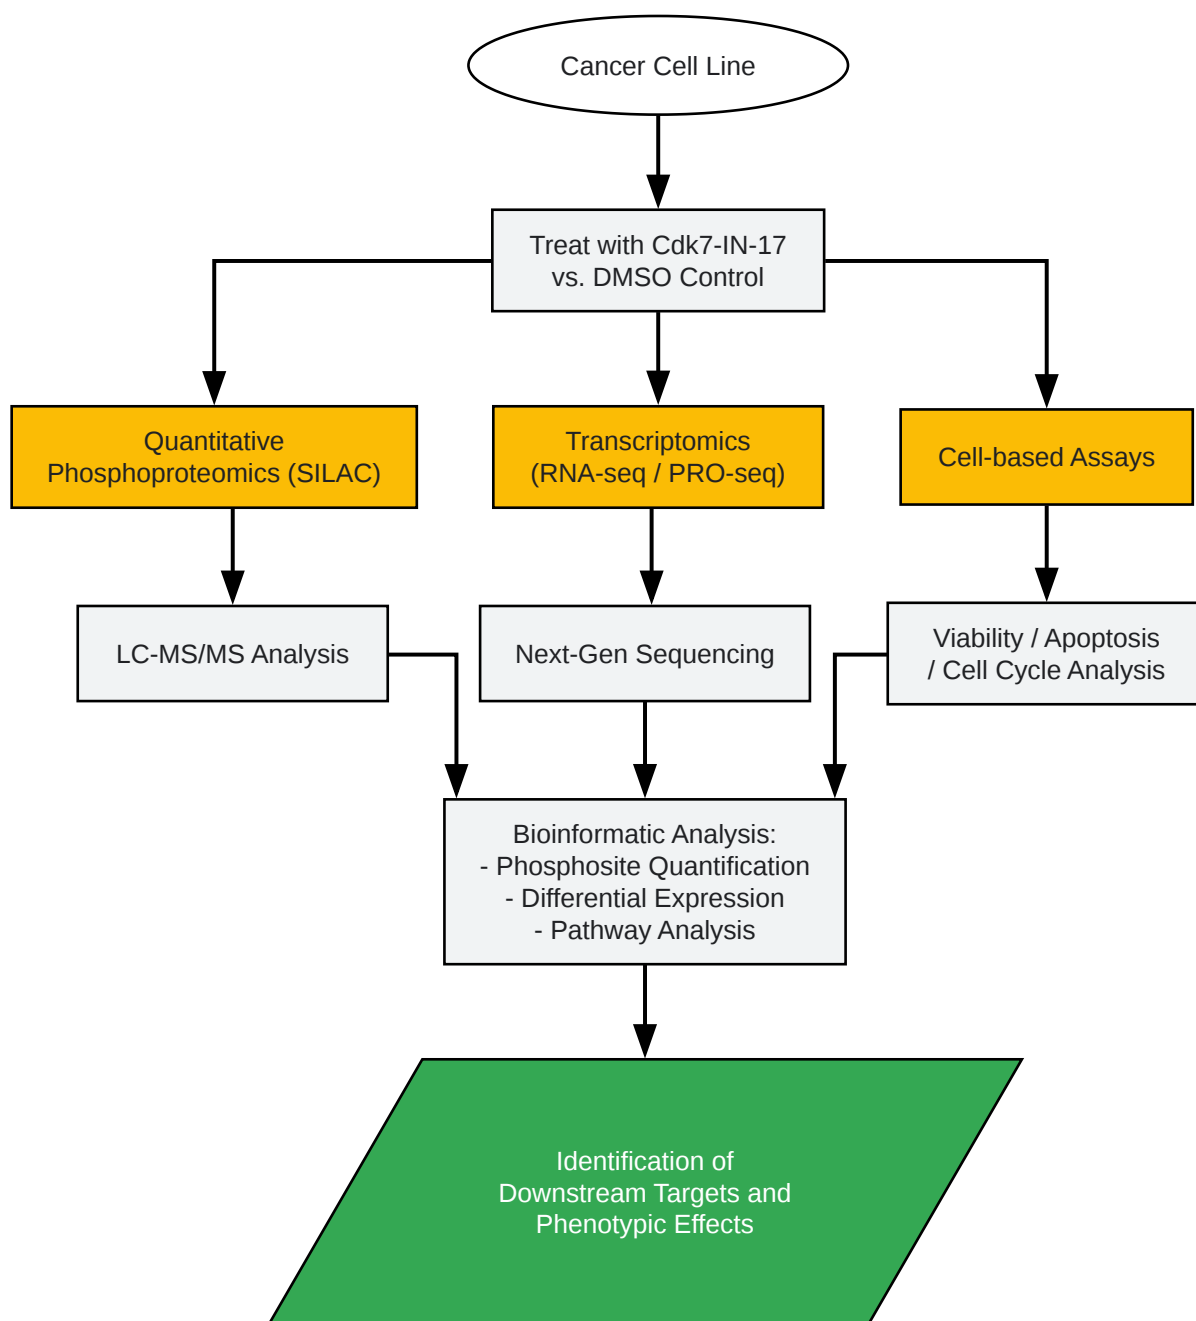 Cancer Cell Line
Treat with Cdk7-IN-17
vs. DMSO Control
Quantitative
Phosphoproteomics (SILAC)
Transcriptomics
(RNA-seq / PRO-seq)
Cell-based Assays
LC-MS/MS Analysis
Next-Gen Sequencing
Viability / Apoptosis
/ Cell Cycle Analysis
Bioinformatic Analysis:
- Phosphosite Quantification
- Differential Expression
- Pathway Analysis
Identification of
Downstream Targets and
Phenotypic Effects